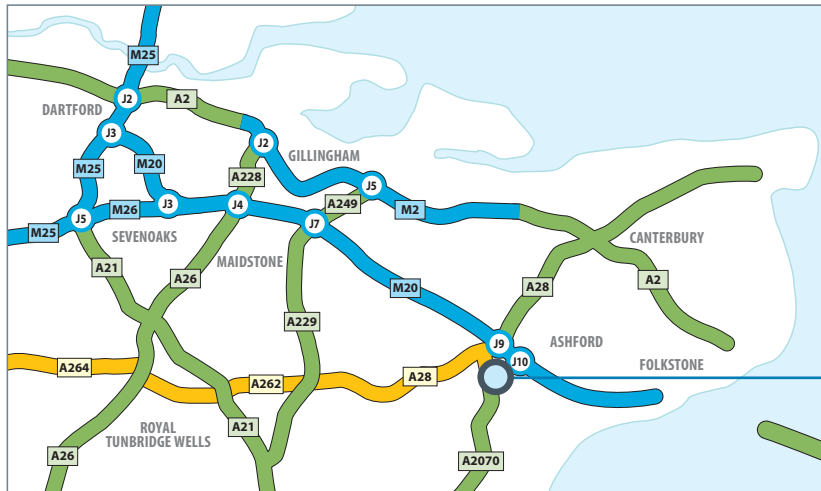 M25
J2
A2
DARTFORD
J3
J2
GILLINGHAM
M25
M20
A228
J5
A249
M26
J3
J4
M2
J5
M25
SEVENOAKS
J7
CANTERBURY
A21
A26
MAIDSTONE
M20
A28
A2
A229
J9
ASHFORD
J10
A264
A262
A28
FOLKSTONE
ROYAL
TUNBRIDGE WELLS
A21
A26
A2070